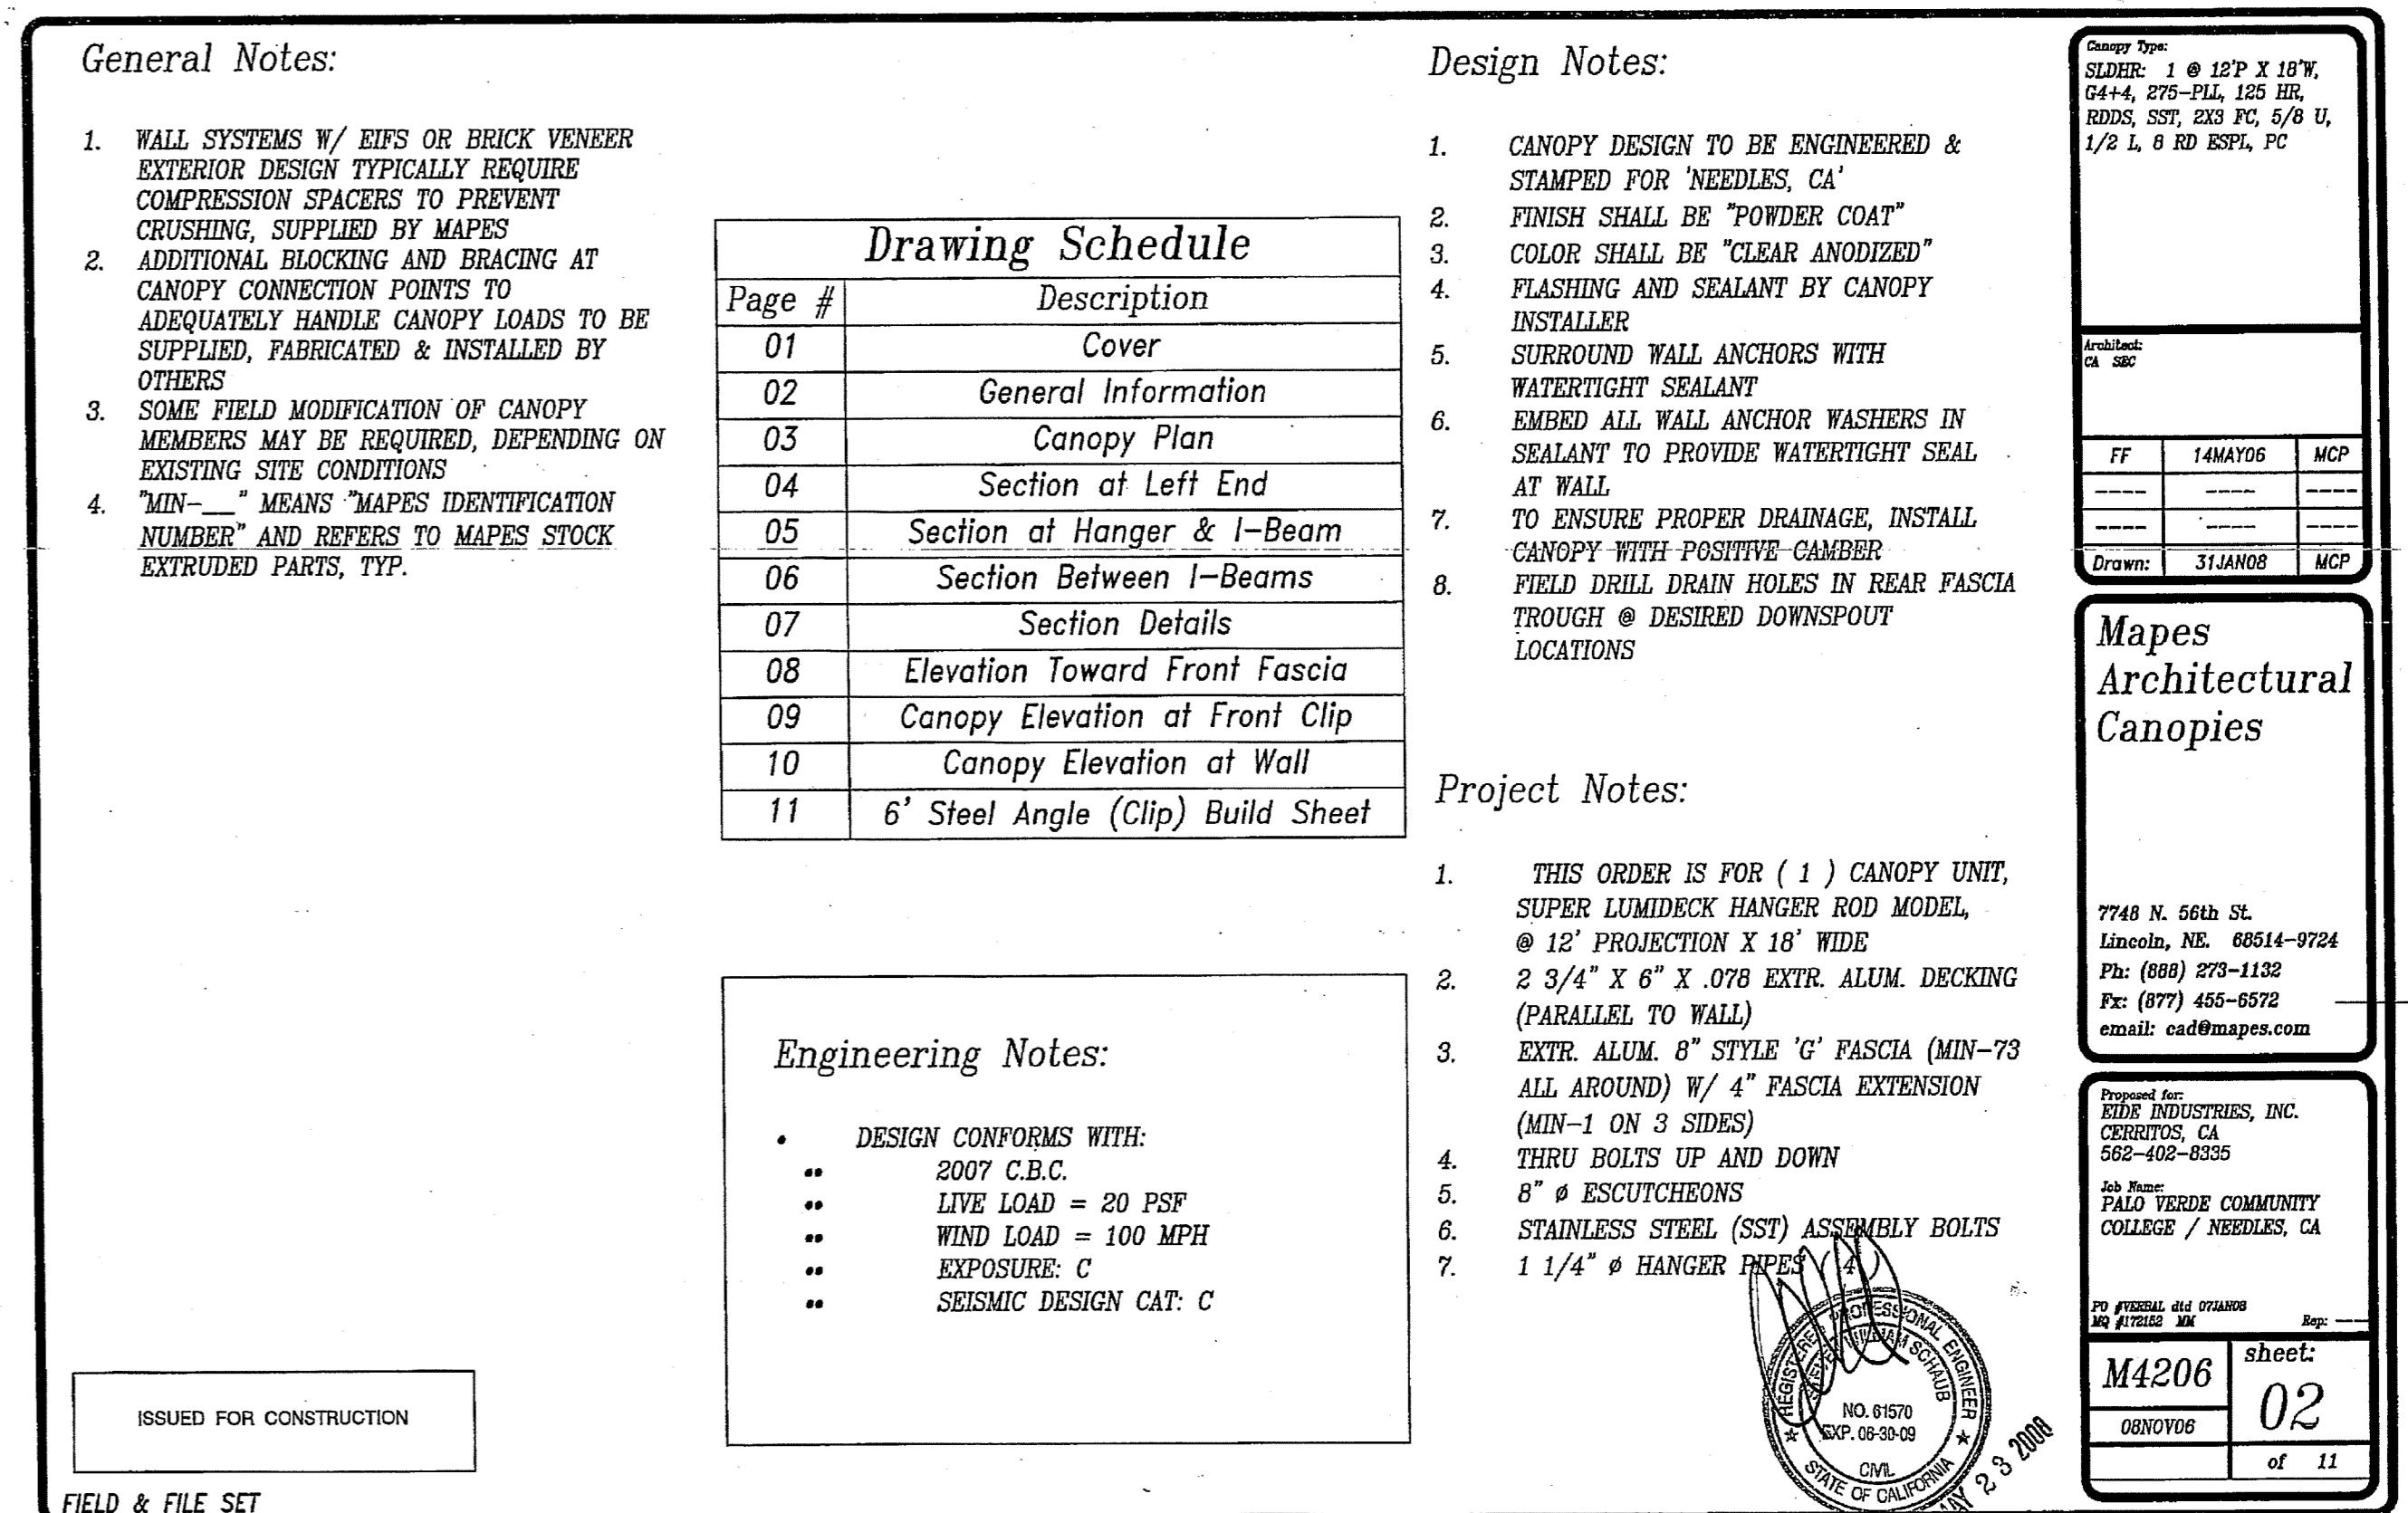 General Notes:
1. WALL SYSTEMS W/ EIFS OR BRICK VENEER
EXTERIOR DESIGN TYPICALLY REQUIRE
COMPRESSION SPACERS TO PREVENT
CRUSHING, SUPPLIED BY MAPES
2. ADDITIONAL BLOCKING AND BRACING AT
CANOPY CONNECTION POINTS TO
ADEQUATELY HANDLE CANOPY LOADS TO BE
SUPPLIED, FABRICATED & INSTALLED BY
OTHERS
3. SOME FIELD MODIFICATION OF CANOPY
MEMBERS MAY BE REQUIRED, DEPENDING ON
EXISTING SITE CONDITIONS
4. "MIN-__" MEANS "MAPES IDENTIFICATION
NUMBER" AND REFERS TO MAPES STOCK
EXTRUDED PARTS, TYP.
ISSUED FOR CONSTRUCTION
FIELD & FILE SET
Drawing Schedule
Page # Description
01 Cover
02 General Information
03 Canopy Plan
04 Section at Left End
05 Section at Hanger & I-Beam
06 Section Between I-Beams
07 Section Details
08 Elevation Toward Front Fascia
09 Canopy Elevation at Front Clip
10 Canopy Elevation at Wall
11 6' Steel Angle (Clip) Build Sheet
Engineering Notes:
• DESIGN CONFORMS WITH:
•• 2007 C.B.C.
•• LIVE LOAD = 20 PSF
•• WIND LOAD = 100 MPH
•• EXPOSURE: C
•• SEISMIC DESIGN CAT: C
Design Notes:
1. CANOPY DESIGN TO BE ENGINEERED &
STAMPED FOR 'NEEDLES, CA'
2. FINISH SHALL BE "POWDER COAT"
3. COLOR SHALL BE "CLEAR ANODIZED"
4. FLASHING AND SEALANT BY CANOPY
INSTALLER
5. SURROUND WALL ANCHORS WITH
WATERTIGHT SEALANT
6. EMBED ALL WALL ANCHOR WASHERS IN
SEALANT TO PROVIDE WATERTIGHT SEAL
AT WALL
7. TO ENSURE PROPER DRAINAGE, INSTALL
CANOPY WITH POSITIVE CAMBER
8. FIELD DRILL DRAIN HOLES IN REAR FASCIA
TROUGH @ DESIRED DOWNSPOUT
LOCATIONS
Project Notes:
1. THIS ORDER IS FOR ( 1 ) CANOPY UNIT,
SUPER LUMIDECK HANGER ROD MODEL,
@ 12' PROJECTION X 18' WIDE
2. 2 3/4" X 6" X .078 EXTR. ALUM. DECKING
(PARALLEL TO WALL)
3. EXTR. ALUM. 8" STYLE 'G' FASCIA (MIN-73
ALL AROUND) W/ 4" FASCIA EXTENSION
(MIN-1 ON 3 SIDES)
4. THRU BOLTS UP AND DOWN
5. 8" ø ESCUTCHEONS
6. STAINLESS STEEL (SST) ASSEMBLY BOLTS
7. 1 1/4" ø HANGER PIPES ( 4 )
REGISTERED PROFESSIONAL ENGINEER
WILLIAM SCHAUB
NO. 61570
EXP. 06-30-09
CIVIL
STATE OF CALIFORNIA
23
Canopy Type:
SLDHR: 1 @ 12'P X 18'W,
G4+4, 275-PLL, 125 HR,
RDDS, SST, 2X3 FC, 5/8 U,
1/2 L, 8 RD ESPL, PC
Architect:
CA SEC
FF 14MAY06 MCP
---- ---- ----
---- ---- ----
Drawn: 31JAN08 MCP
Mapes
Architectural
Canopies
7748 N. 56th St.
Lincoln, NE. 68514-9724
Ph: (888) 273-1132
Fx: (877) 455-6572
email: cad@mapes.com
Proposed for:
EIDE INDUSTRIES, INC.
CERRITOS, CA
562-402-8335
Job Name:
PALO VERDE COMMUNITY
COLLEGE / NEEDLES, CA
PO #VERBAL dtd 07JAN08
MQ #172152 MM Rep: ---
M4206 sheet:
02
08NOV06
of 11